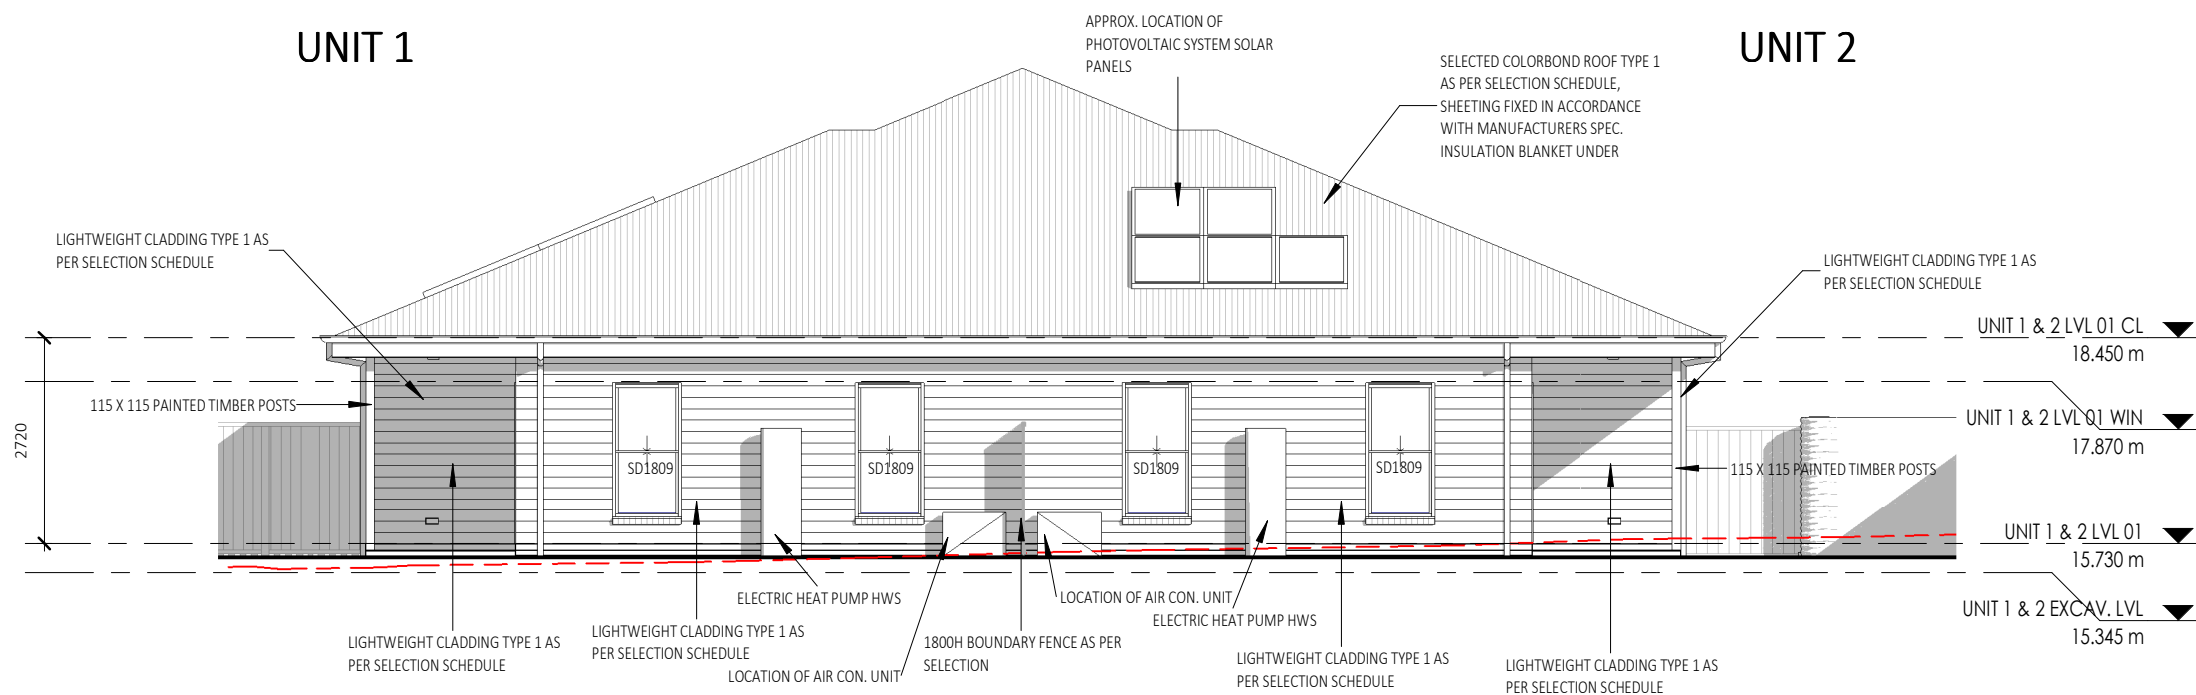 UNIT 1
APPROX. LOCATION OF
PHOTOVOLTAIC SYSTEM SOLAR
PANELS
UNIT 2
SELECTED COLORBOND ROOF TYPE 1
AS PER SELECTION SCHEDULE,
SHEETING FIXED IN ACCORDANCE
WITH MANUFACTURERS SPEC.
INSULATION BLANKET UNDER
LIGHTWEIGHT CLADDING TYPE 1 AS
PER SELECTION SCHEDULE
LIGHTWEIGHT CLADDING TYPE 1 AS
PER SELECTION SCHEDULE
UNIT 1 & 2 LVL 01 CL
18.450 m
115 X 115 PAINTED TIMBER POSTS
UNIT 1 & 2 LVL 01 WIN
17.870 m
2720
SD1809
SD1809
SD1809
SD1809
115 X 115 PAINTED TIMBER POSTS
UNIT 1 & 2 LVL 01
15.730 m
ELECTRIC HEAT PUMP HWS
LOCATION OF AIR CON. UNIT
ELECTRIC HEAT PUMP HWS
UNIT 1 & 2 EXCAV. LVL
15.345 m
LIGHTWEIGHT CLADDING TYPE 1 AS
PER SELECTION SCHEDULE
LIGHTWEIGHT CLADDING TYPE 1 AS
PER SELECTION SCHEDULE
LOCATION OF AIR CON. UNIT
1800H BOUNDARY FENCE AS PER
SELECTION
LIGHTWEIGHT CLADDING TYPE 1 AS
PER SELECTION SCHEDULE
LIGHTWEIGHT CLADDING TYPE 1 AS
PER SELECTION SCHEDULE